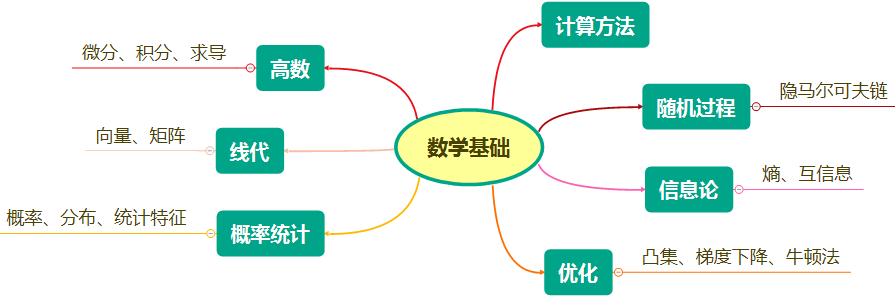 计算方法
微分、积分、求导
高数
随机过程
隐马尔可夫链
向量、矩阵
线代
数学基础
信息论
熵、互信息
概率、分布、统计特征
概率统计
优化
凸集、梯度下降、牛顿法